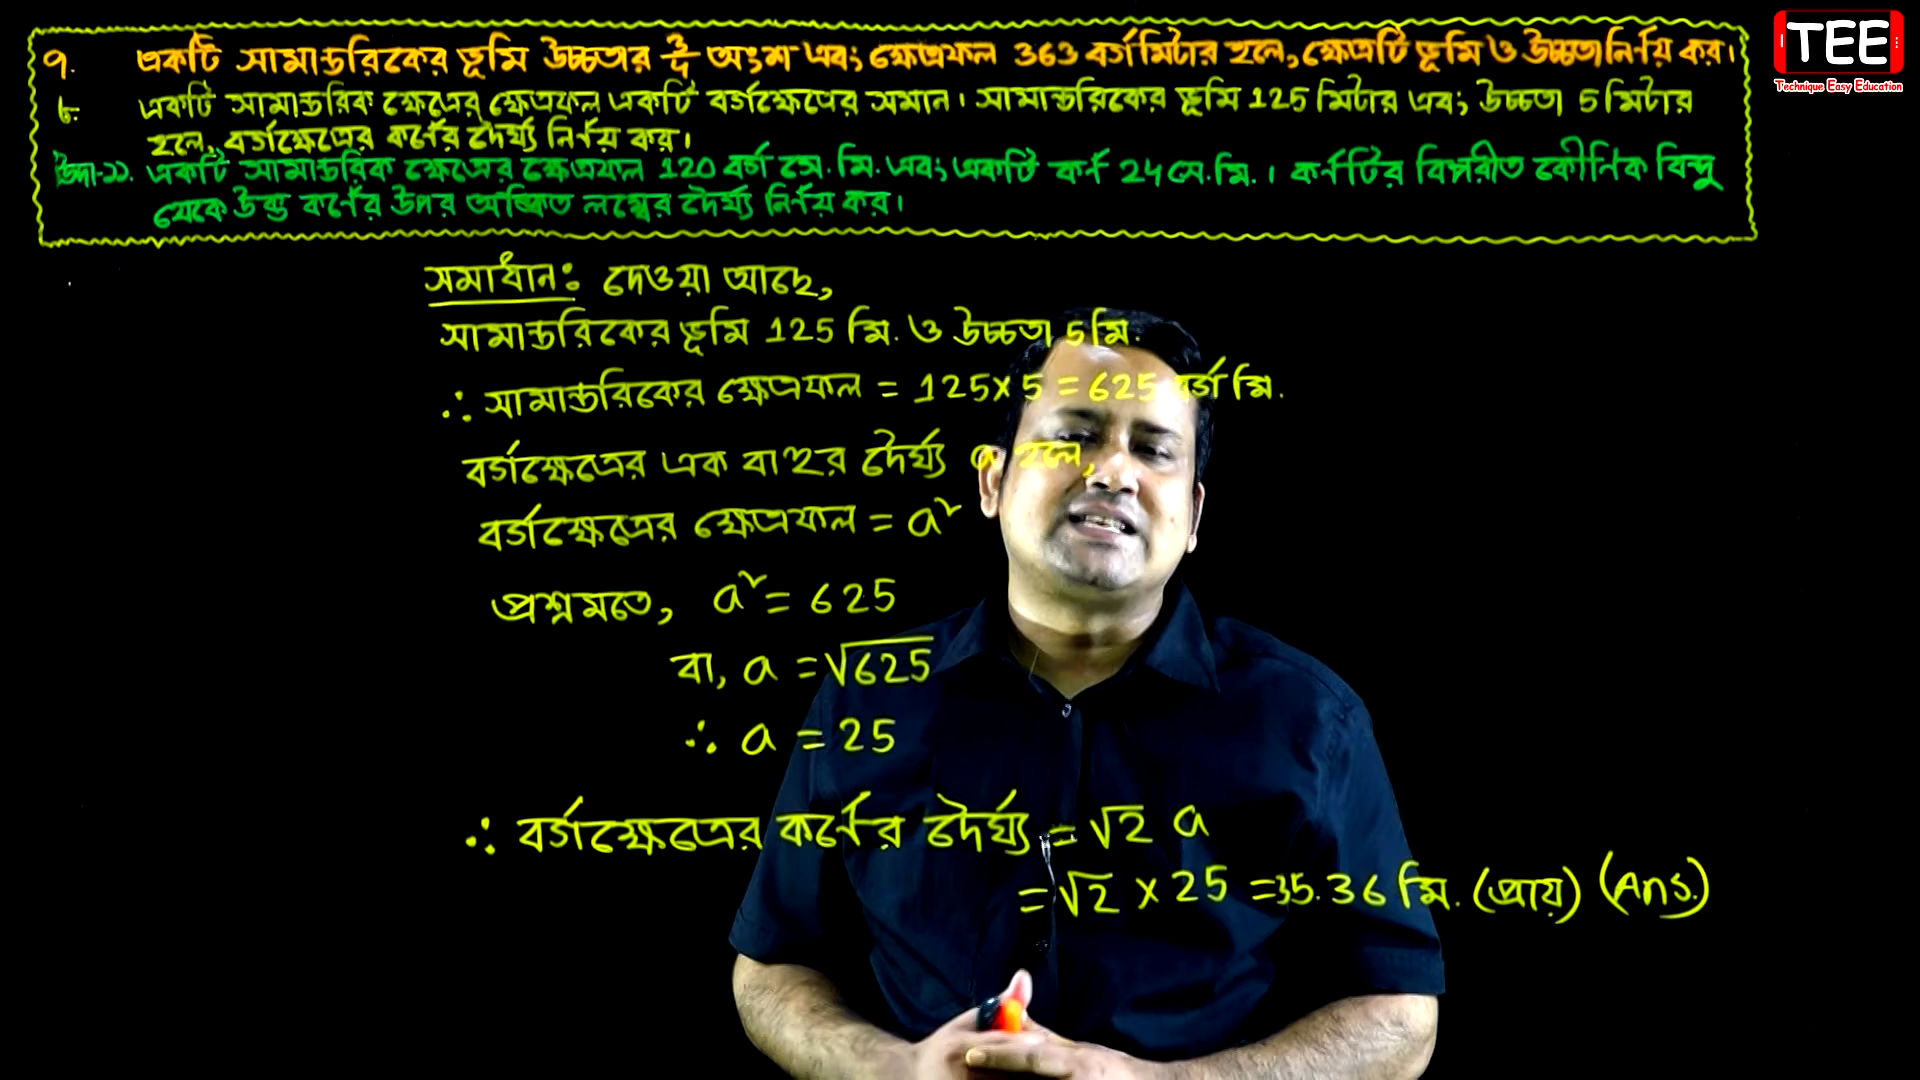 ৭. একটি সামান্তরিকের ভূমি উচ্চতার ৩/৪ অংশ এবং ক্ষেত্রফল 363 বর্গমিটার হলে, ক্ষেত্রটি ভূমি ও উচ্চতা নির্ণয় কর।
৮. একটি সামান্তরিক ক্ষেত্রের ক্ষেত্রফল একটি বর্গক্ষেত্রের সমান। সামান্তরিকের ভূমি 125 মিটার এবং উচ্চতা 5 মিটার
হলে, বর্গক্ষেত্রের কর্ণের দৈর্ঘ্য নির্ণয় কর।
উদা-১১. একটি সামান্তরিক ক্ষেত্রের ক্ষেত্রফল 120 বর্গ সে.মি. এবং একটি কর্ন 24 সে.মি.। কর্নটির বিপরীত কৌনিক বিন্দু
থেকে উক্ত কর্ণের উপর অঙ্কিত লম্বের দৈর্ঘ্য নির্ণয় কর।
TEE
Technique Easy Education
সমাধান: দেওয়া আছে,
সামান্তরিকের ভূমি 125 মি. ও উচ্চতা 5 মি.
∴ সামান্তরিকের ক্ষেত্রফল = 125 × 5 = 625 বর্গ মি.
বর্গক্ষেত্রের এক বাহুর দৈর্ঘ্য a হলে,
বর্গক্ষেত্রের ক্ষেত্রফল = a²
প্রশ্নমতে, a² = 625
বা, a = √625
∴ a = 25
∴ বর্গক্ষেত্রের কর্ণের দৈর্ঘ্য = √2 a
= √2 × 25 = 35.36 মি. (প্রায়) (Ans.)